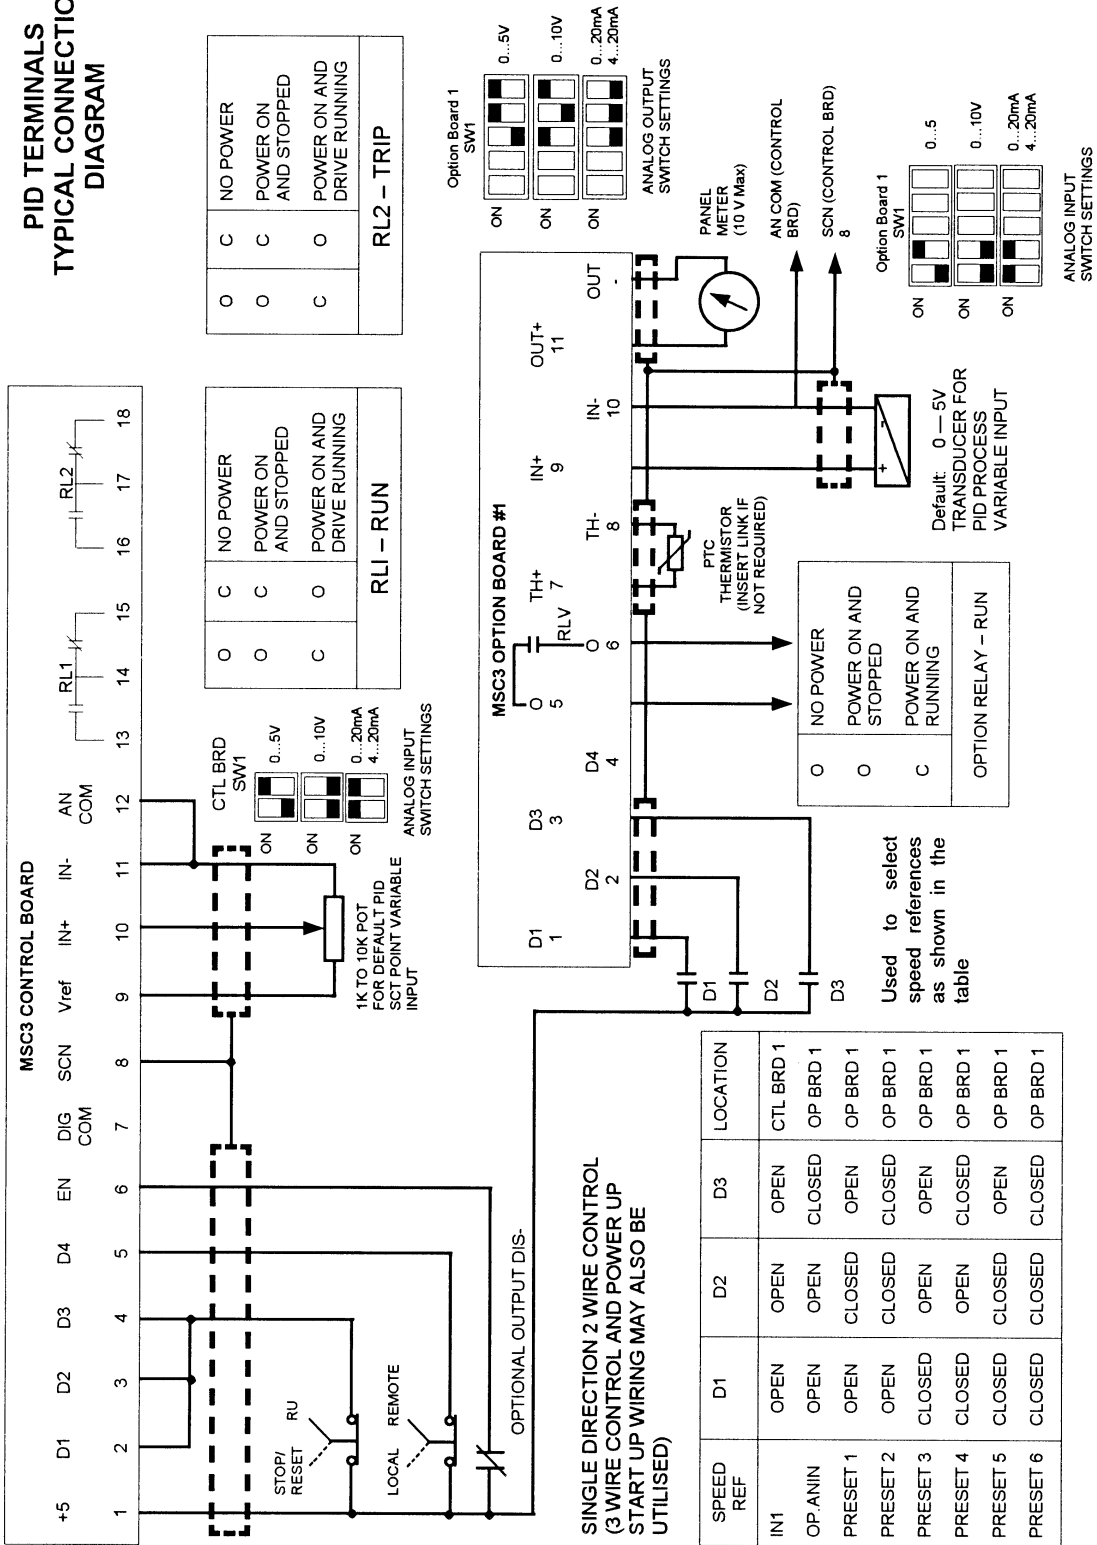 PID TERMINALS
TYPICAL CONNECTIO
DIAGRAM
MSC3 CONTROL BOARD
+5 D1 D2 D3 D4 EN DIG COM SCN Vref IN+ IN- AN COM
1 2 3 4 5 6 7 8 9 10 11 12 13 14 15 16 17 18
RL1
RL2
STOP/
RESET
RU
LOCAL
REMOTE
OPTIONAL OUTPUT DIS-
1K TO 10K POT
FOR DEFAULT PID
SCT POINT VARIABLE
INPUT
CTL BRD
SW1
ON 0...5V
ON 0...10V
ON 0...20mA
4...20mA
ANALOG INPUT
SWITCH SETTINGS
O C NO POWER
O C POWER ON
AND STOPPED
C O POWER ON AND
DRIVE RUNNING
RLI – RUN
O C NO POWER
O C POWER ON
AND STOPPED
C O POWER ON AND
DRIVE RUNNING
RL2 – TRIP
SINGLE DIRECTION 2 WIRE CONTROL
(3 WIRE CONTROL AND POWER UP
START UP WIRING MAY ALSO BE
UTILISED)
MSC3 OPTION BOARD #1
D1 D2 D3 D4 O O TH+ TH- IN+ IN- OUT+ OUT
-
1 2 3 4 5 6 7 8 9 10 11
RLV
D1
D2
D3
PTC
THERMISTOR
(INSERT LINK IF
NOT REQUIRED)
Option Board 1
SW1
ON 0...5V
ON 0...10V
ON 0...20mA
4...20mA
ANALOG OUTPUT
SWITCH SETTINGS
PANEL
METER
(10 V Max)
AN COM (CONTROL
BRD)
SCN (CONTROL BRD)
8
Option Board 1
SW1
ON 0...5
ON 0...10V
ON 0...20mA
4...20mA
ANALOG INPUT
SWITCH SETTINGS
+ -
Default: 0 — 5V
TRANSDUCER FOR
PID PROCESS
VARIABLE INPUT
O NO POWER
O POWER ON AND
STOPPED
C POWER ON AND
RUNNING
OPTION RELAY – RUN
Used to select
speed references
as shown in the
table
SPEED
REF D1 D2 D3 LOCATION
IN1 OPEN OPEN OPEN CTL BRD 1
OP.ANIN OPEN OPEN CLOSED OP BRD 1
PRESET 1 OPEN CLOSED OPEN OP BRD 1
PRESET 2 OPEN CLOSED CLOSED OP BRD 1
PRESET 3 CLOSED OPEN OPEN OP BRD 1
PRESET 4 CLOSED OPEN CLOSED OP BRD 1
PRESET 5 CLOSED CLOSED OPEN OP BRD 1
PRESET 6 CLOSED CLOSED CLOSED OP BRD 1